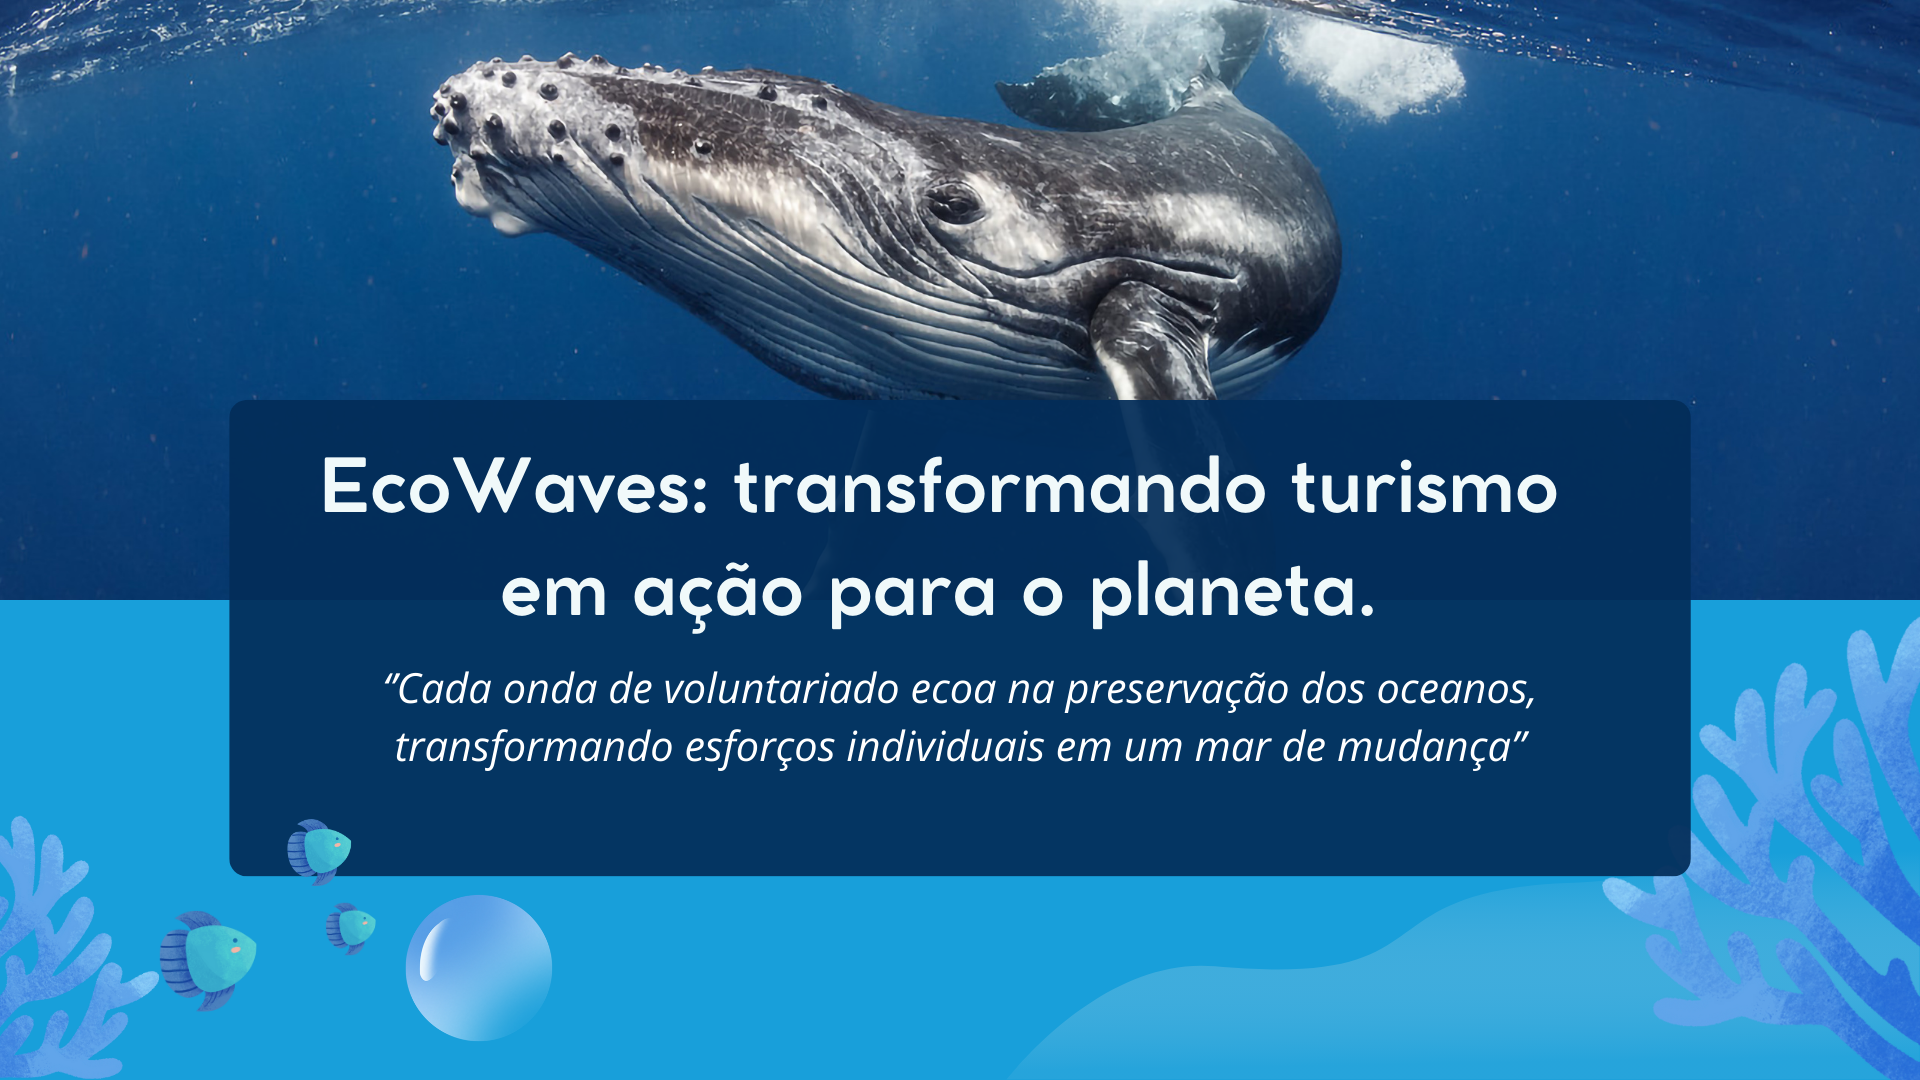 EcoWaves: transformando turismo
em ação para o planeta.
“Cada onda de voluntariado ecoa na preservação dos oceanos,
transformando esforços individuais em um mar de mudança”